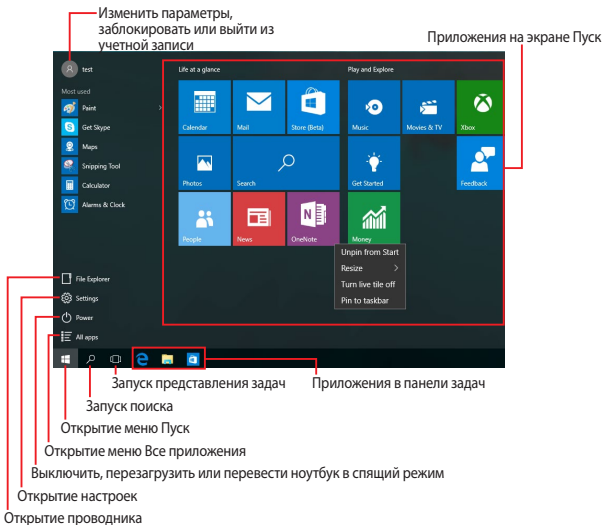 Изменить параметры,
заблокировать или выйти из
учетной записи
Приложения на экране Пуск
test
Life at a glance
Play and Explore
Most used
Paint
Get Skype
Maps
Snipping Tool
Calculator
Alarms & Clock
Calendar
Mail
Store (Beta)
Music
Movies & TV
Xbox
Photos
Search
Get Started
Feedback
People
News
OneNote
Money
Unpin from Start
Resize
Turn live tile off
Pin to taskbar
File Explorer
Settings
Power
All apps
Запуск представления задач
Приложения в панели задач
Запуск поиска
Открытие меню Пуск
Открытие меню Все приложения
Выключить, перезагрузить или перевести ноутбук в спящий режим
Открытие настроек
Открытие проводника